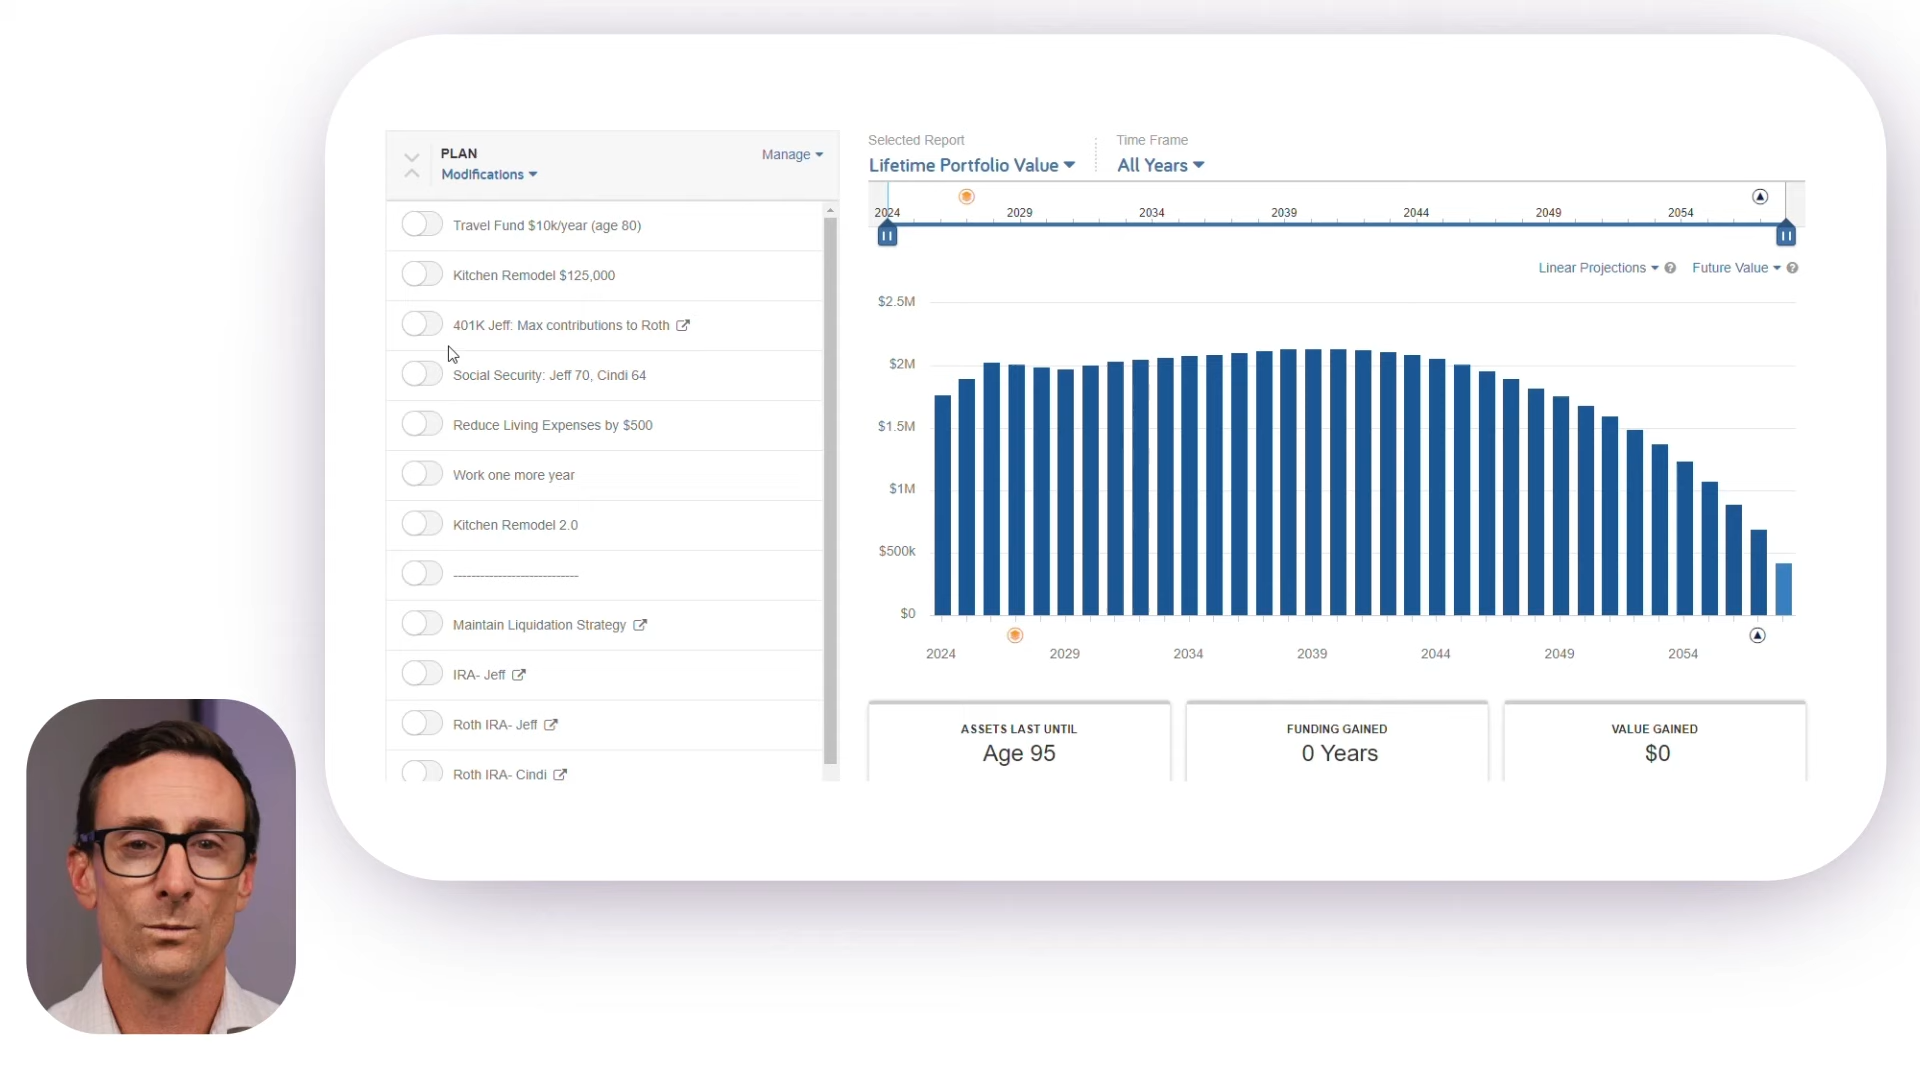 PLAN
Modifications
Manage
Travel Fund $10k/year (age 80)
Kitchen Remodel $125,000
401K Jeff: Max contributions to Roth
Social Security: Jeff 70, Cindi 64
Reduce Living Expenses by $500
Work one more year
Kitchen Remodel 2.0
----------------------------
Maintain Liquidation Strategy
IRA- Jeff
Roth IRA- Jeff
Roth IRA- Cindi
Selected Report
Lifetime Portfolio Value
Time Frame
All Years
2024 2029 2034 2039 2044 2049 2054
Linear Projections ? Future Value ?
$2.5M
$2M
$1.5M
$1M
$500k
$0
2024 2029 2034 2039 2044 2049 2054
ASSETS LAST UNTIL
Age 95
FUNDING GAINED
0 Years
VALUE GAINED
$0